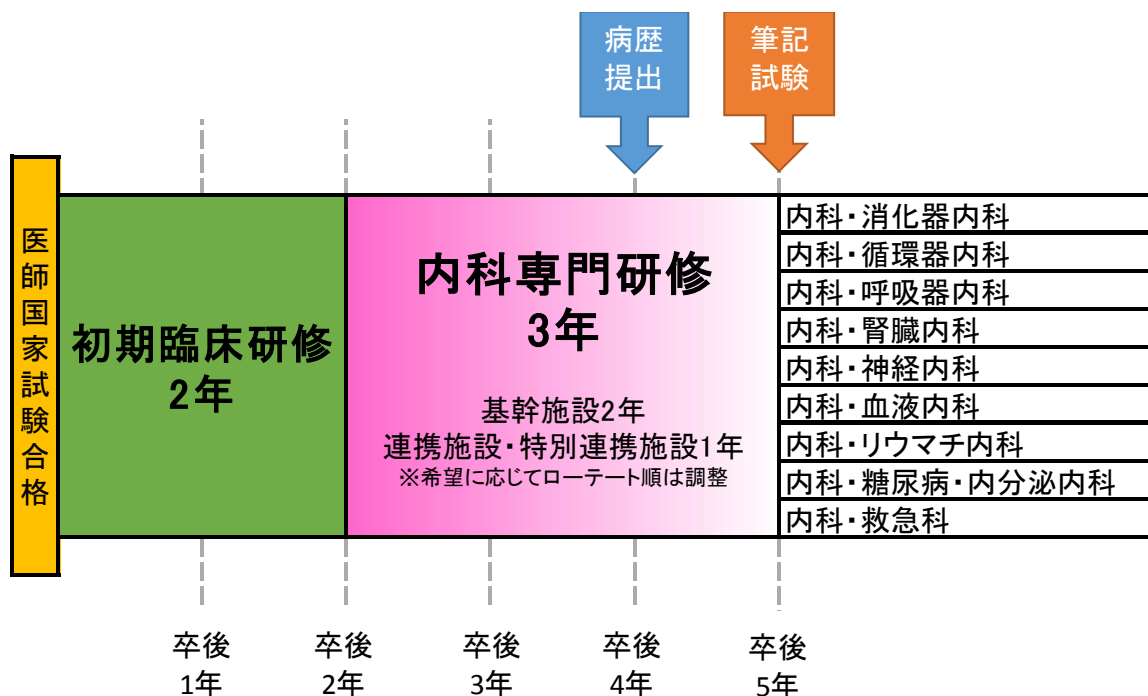 病歴
提出
筆記
試験
医師国家試験合格
初期臨床研修
2年
内科専門研修
3年
基幹施設2年
連携施設・特別連携施設1年
※希望に応じてローテート順は調整
内科・消化器内科
内科・循環器内科
内科・呼吸器内科
内科・腎臓内科
内科・神経内科
内科・血液内科
内科・リウマチ内科
内科・糖尿病・内分泌内科
内科・救急科
卒後
1年
卒後
2年
卒後
3年
卒後
4年
卒後
5年